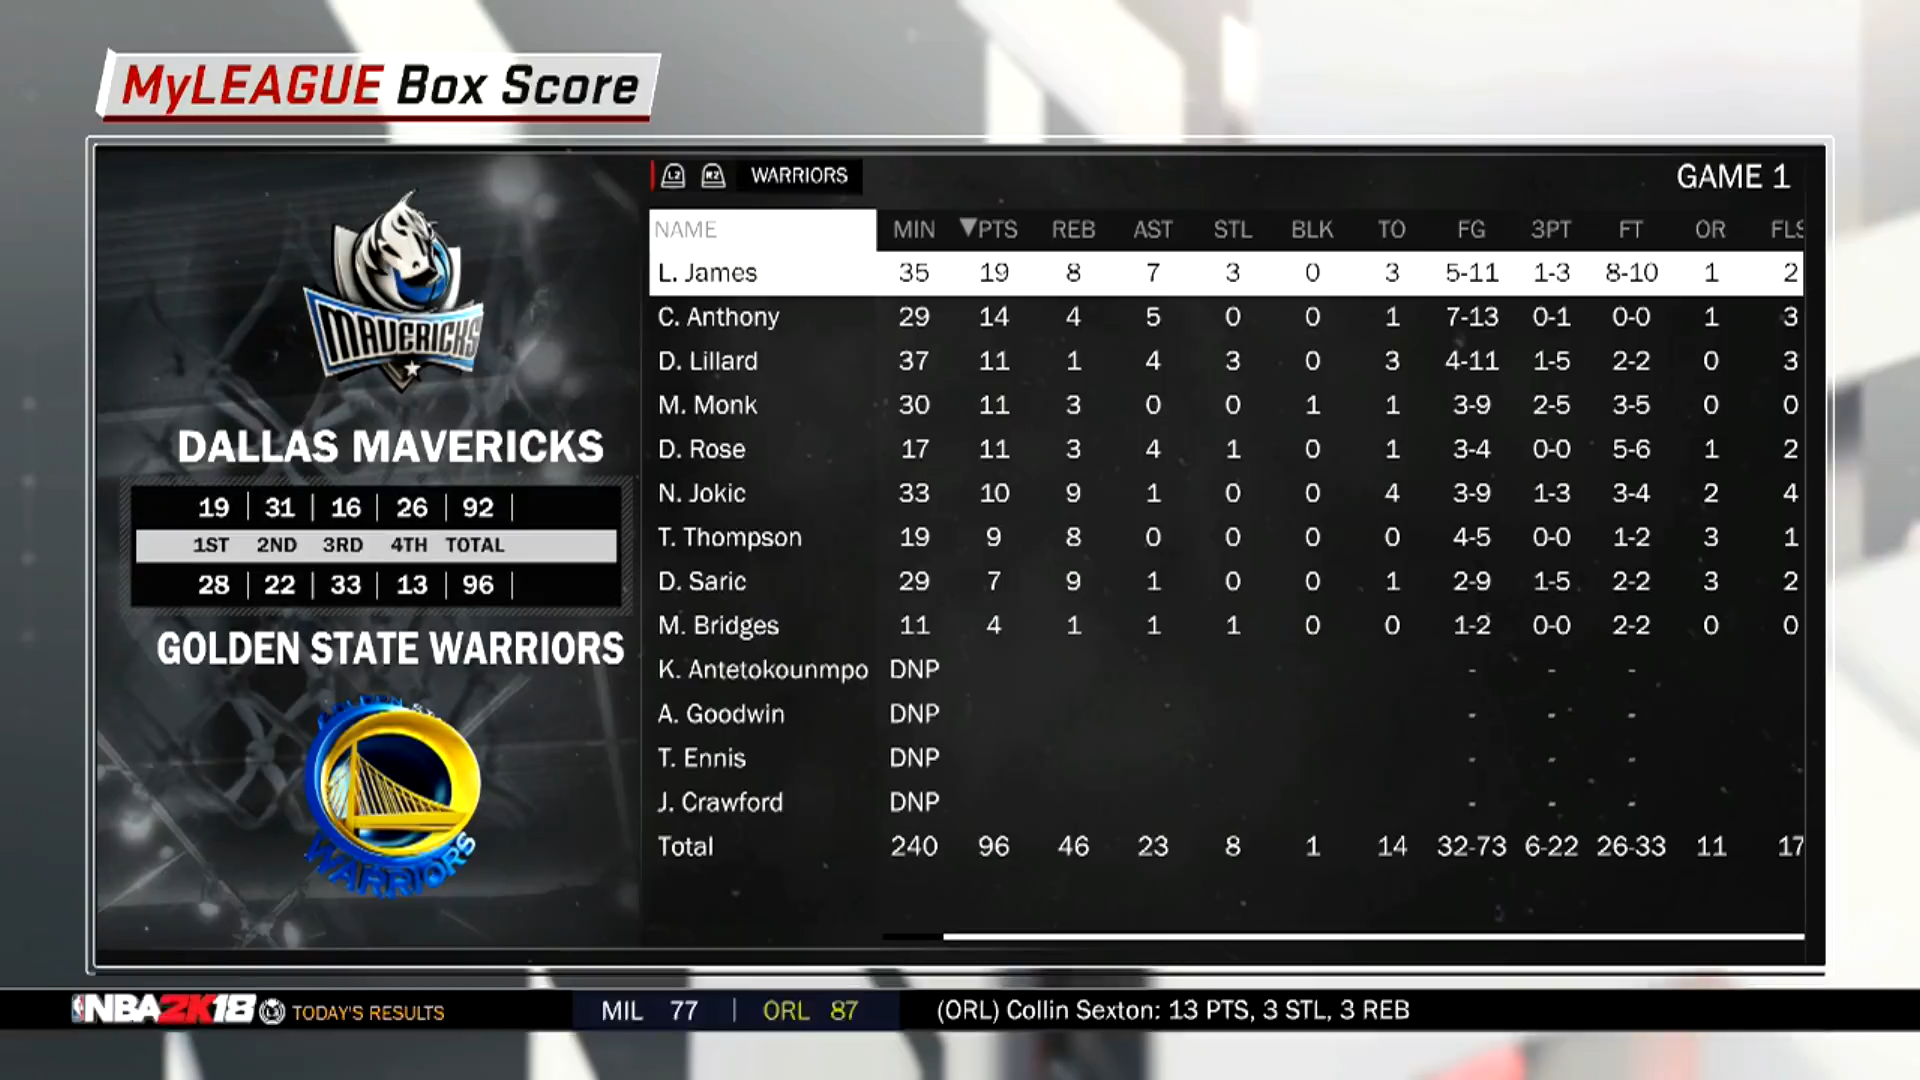 MyLEAGUE Box Score
L2 R2 WARRIORS GAME 1
NAME MIN ▼PTS REB AST STL BLK TO FG 3PT FT OR FLS
L. James 35 19 8 7 3 0 3 5-11 1-3 8-10 1 2
C. Anthony 29 14 4 5 0 0 1 7-13 0-1 0-0 1 3
D. Lillard 37 11 1 4 3 0 3 4-11 1-5 2-2 0 3
M. Monk 30 11 3 0 0 1 1 3-9 2-5 3-5 0 0
D. Rose 17 11 3 4 1 0 1 3-4 0-0 5-6 1 2
N. Jokic 33 10 9 1 0 0 4 3-9 1-3 3-4 2 4
T. Thompson 19 9 8 0 0 0 0 4-5 0-0 1-2 3 1
D. Saric 29 7 9 1 0 0 1 2-9 1-5 2-2 3 2
M. Bridges 11 4 1 1 1 0 0 1-2 0-0 2-2 0 0
K. Antetokounmpo DNP - - -
A. Goodwin DNP - - -
T. Ennis DNP - - -
J. Crawford DNP - - -
Total 240 96 46 23 8 1 14 32-73 6-22 26-33 11 17
MAVERICKS
DALLAS MAVERICKS
19 | 31 | 16 | 26 | 92 |
1ST 2ND 3RD 4TH TOTAL
28 | 22 | 33 | 13 | 96 |
GOLDEN STATE WARRIORS
GOLDEN STATE
WARRIORS
NBA2K18 L3 TODAY'S RESULTS MIL 77 | ORL 87 (ORL) Collin Sexton: 13 PTS, 3 STL, 3 REB